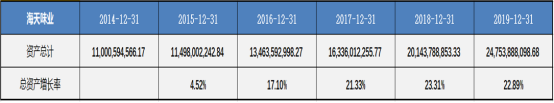 海天味业 2014-12-31 2015-12-31 2016-12-31 2017-12-31 2018-12-31 2019-12-31
资产总计 11,000,594,566.17 11,498,002,242.84 13,463,592,998.27 16,336,012,255.77 20,143,788,853.33 24,753,888,098.68
总资产增长率 4.52% 17.10% 21.33% 23.31% 22.89%